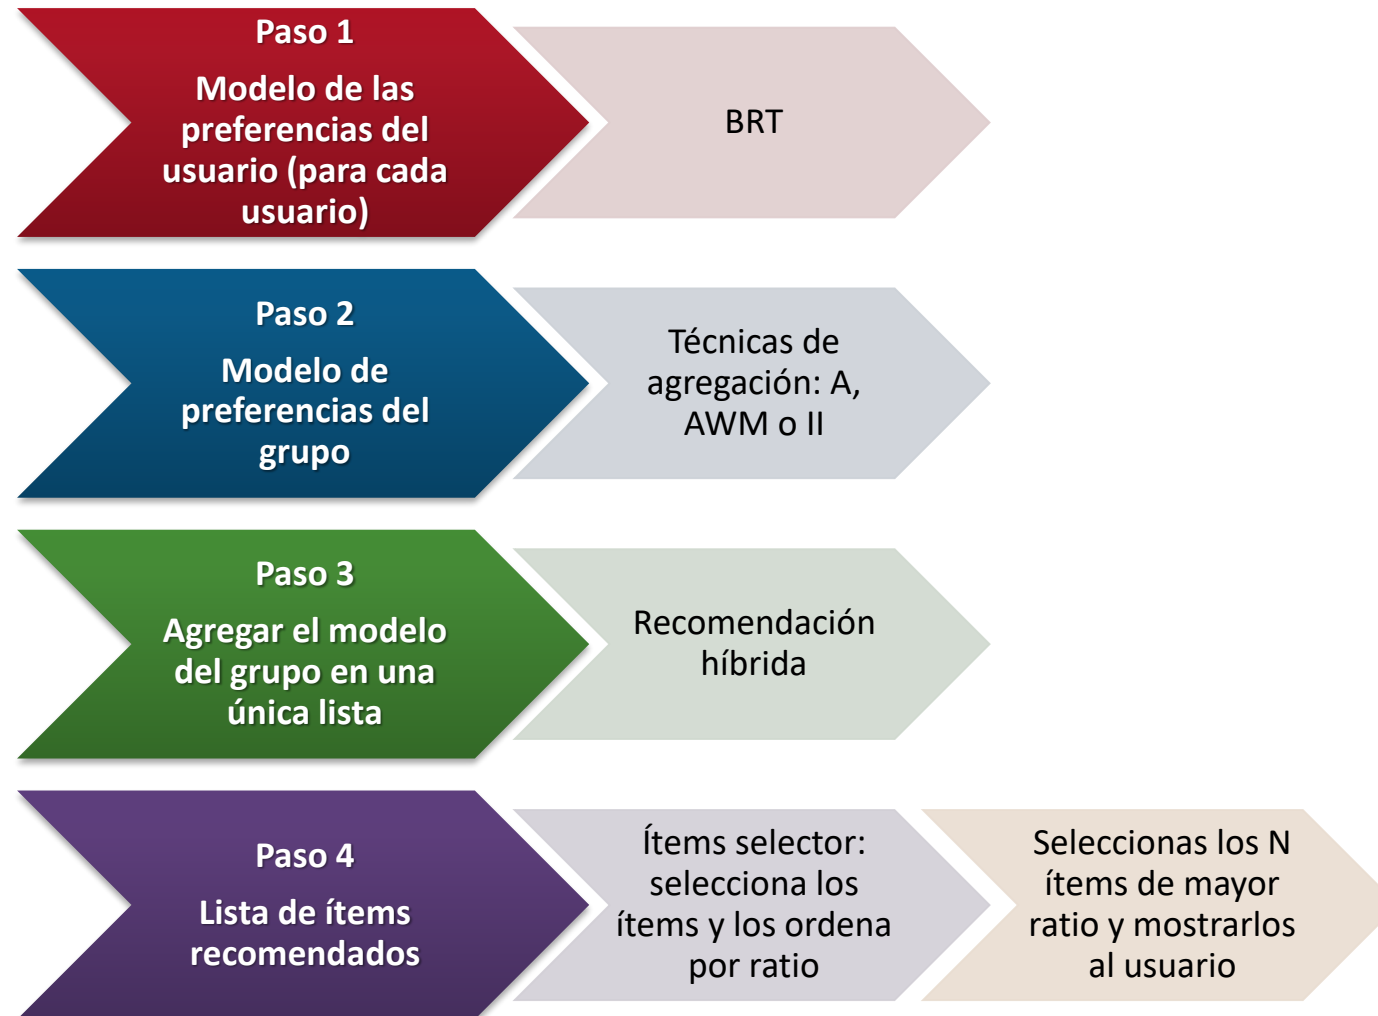 Paso 1
Modelo de las
preferencias del
usuario (para cada
usuario)
BRT
Paso 2
Modelo de
preferencias del
grupo
Técnicas de
agregación: A,
AWM o II
Paso 3
Agregar el modelo
del grupo en una
única lista
Recomendación
híbrida
Paso 4
Lista de ítems
recomendados
Ítems selector:
selecciona los
ítems y los ordena
por ratio
Seleccionas los N
ítems de mayor
ratio y mostrarlos
al usuario